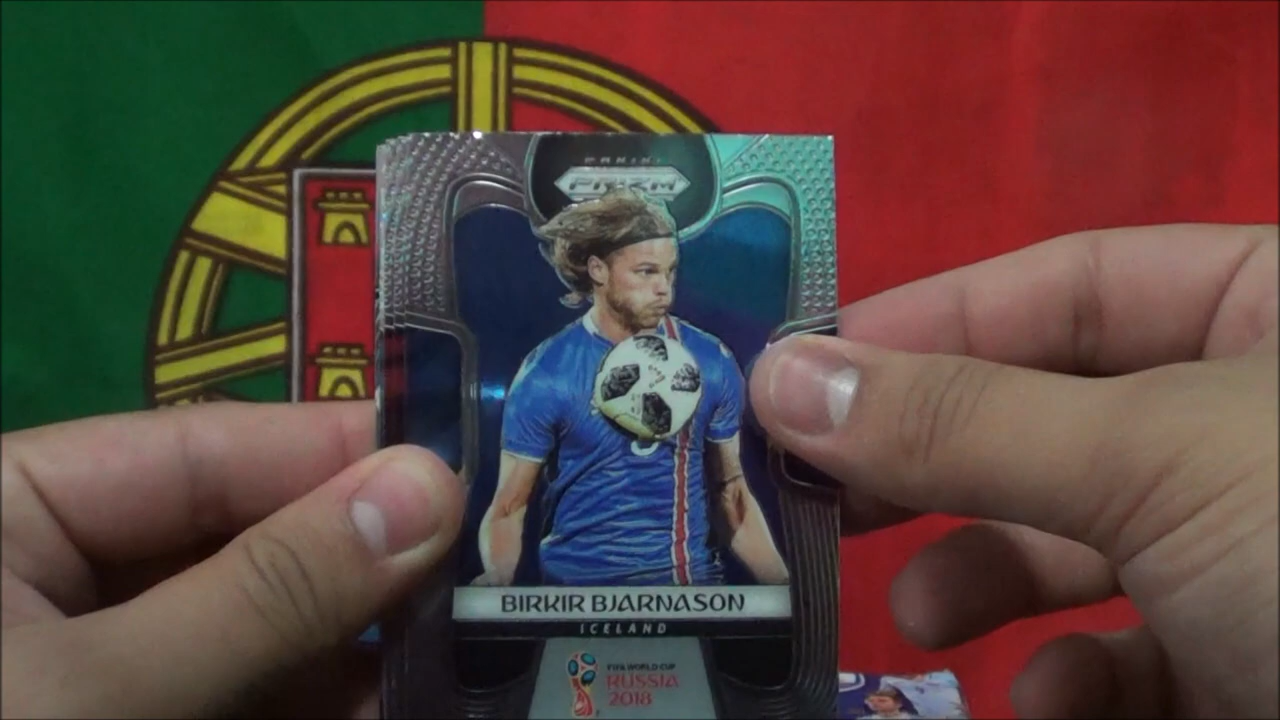 PANINI
PRIZM
BIRKIR BJARNASON
ICELAND
FIFA WORLD CUP
RUSSIA
2018